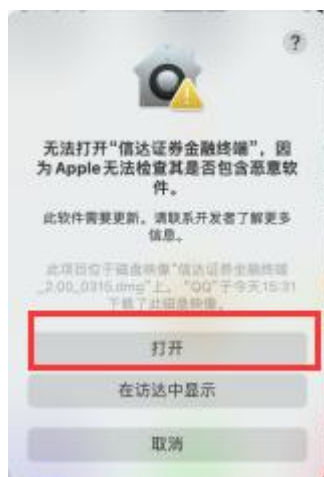 ?
无法打开“信达证券金融终端”，因
为 Apple 无法检查其是否包含恶意软
件。
此软件需要更新。请联系开发者了解更多
信息。
此项目位于磁盘映像“信达证券金融终端
_2.00_0315.dmg”上。“QQ”于今天15:31
下载了此磁盘映像。
打开
在访达中显示
取消